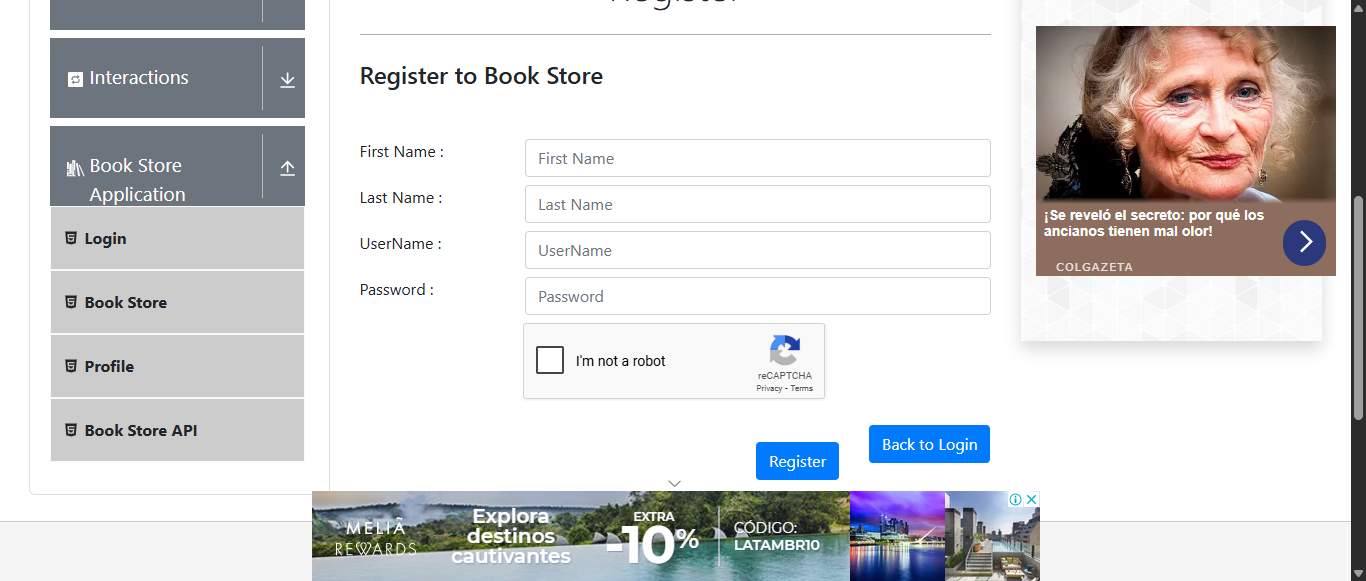 Register
Interactions
Book Store
Application
Login
Book Store
Profile
Book Store API
Register to Book Store
First Name :
First Name
Last Name :
Last Name
UserName :
UserName
Password :
Password
I'm not a robot
reCAPTCHA
Privacy - Terms
Back to Login
Register
¡Se reveló el secreto: por qué los
ancianos tienen mal olor!
COLGAZETA
MELIÃ
REWARDS
Explora
destinos
cautivantes
EXTRA
-10%
CÓDIGO:
LATAMBR10